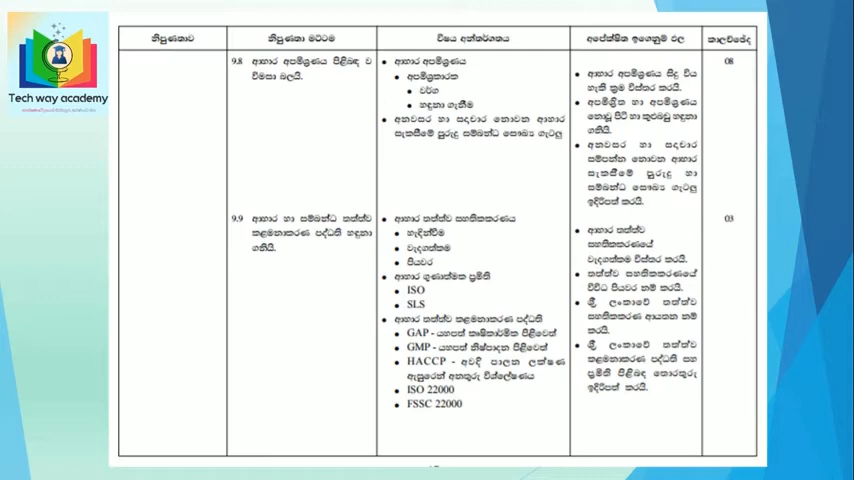 Tech way academy
නිපුණතාව
නිපුණතා මට්ටම
විෂය අන්තර්ගතය
අපේක්ෂිත ඉගෙනුම් ඵල
කාලච්ඡේද
9.8 ආහාර අපමිශ්‍රණය පිළිබඳ ව
විමසා බලයි.
• ආහාර අපමිශ්‍රණය
• අපමිශ්‍රකාරක
• වර්ග
• හඳුනා ගැනීම
• අනවසර හා සදාචාර නොවන ආහාර
සැකසීමේ පුරුදු සම්බන්ධ සෞඛ්‍ය ගැටලු
• ආහාර අපමිශ්‍රණය සිදු විය
හැකි ක්‍රම විස්තර කරයි.
• අපමිශ්‍රිත හා අපමිශ්‍රණය
නොවූ පිටි හා කුළුබඩු හඳුනා
ගනියි.
• අනවසර හා සදාචාර
සම්පන්න නොවන ආහාර
සැකසීමේ පුරුදු හා
සම්බන්ධ සෞඛ්‍ය ගැටලු
ඉදිරිපත් කරයි.
08
9.9 ආහාර හා සම්බන්ධ තත්ත්ව
කළමනාකරණ පද්ධති හඳුනා
ගනියි.
• ආහාර තත්ත්ව සහතිකකරණය
• හැඳින්වීම
• වැදගත්කම
• පියවර
• ආහාර ගුණාත්මක ප්‍රමිති
• ISO
• SLS
• ආහාර තත්ත්ව කළමනාකරණ පද්ධති
• GAP - යහපත් කෘෂිකාර්මික පිළිවෙත්
• GMP - යහපත් නිෂ්පාදන පිළිවෙත්
• HACCP - අවදි පාලන ලක්ෂණ
ඇසුරෙන් අනතුරු විශ්ලේෂණය
• ISO 22000
• FSSC 22000
• ආහාර තත්ත්ව
සහතිකකරණයේ
වැදගත්කම විස්තර කරයි.
• තත්ත්ව සහතිකකරණයේ
විවිධ පියවර නම් කරයි.
• ශ්‍රී ලංකාවේ තත්ත්ව
සහතිකකරණ ආයතන නම්
කරයි.
• ශ්‍රී ලංකාවේ තත්ත්ව
කළමනාකරණ පද්ධති සහ
ප්‍රමිති පිළිබඳ තොරතුරු
ඉදිරිපත් කරයි.
03